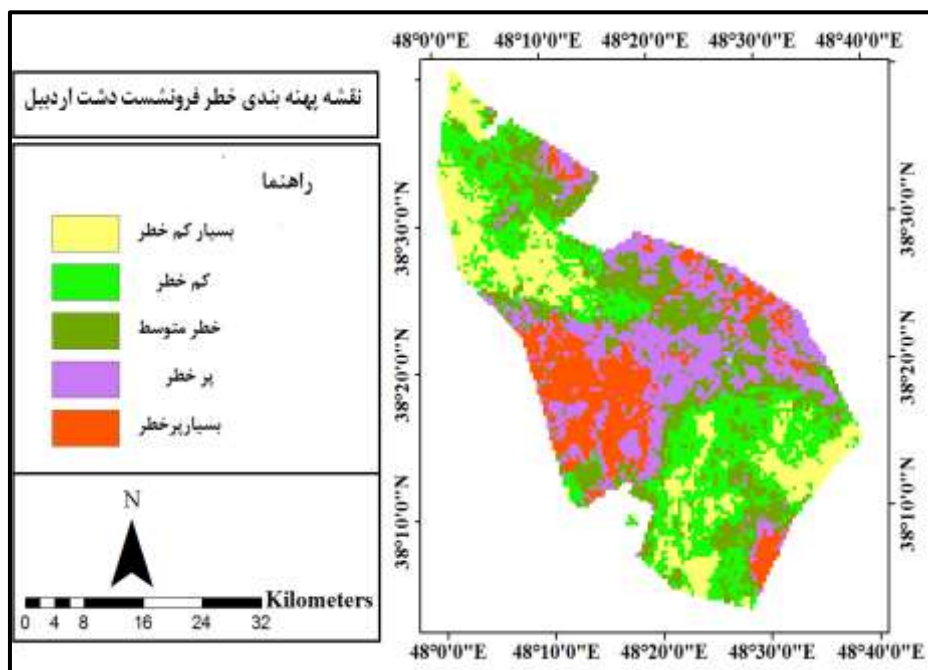 نقشه پهنه بندی خطر فرونشست دشت اردبیل
راهنما
بسیار کم خطر
کم خطر
خطر متوسط
پر خطر
بسیارپرخطر
N
Kilometers
0 4 8 16 24 32
48°0'0"E 48°10'0"E 48°20'0"E 48°30'0"E 48°40'0"E
38°30'0"N
38°20'0"N
38°10'0"N
38°30'0"N
38°20'0"N
38°10'0"N
48°0'0"E 48°10'0"E 48°20'0"E 48°30'0"E 48°40'0"E